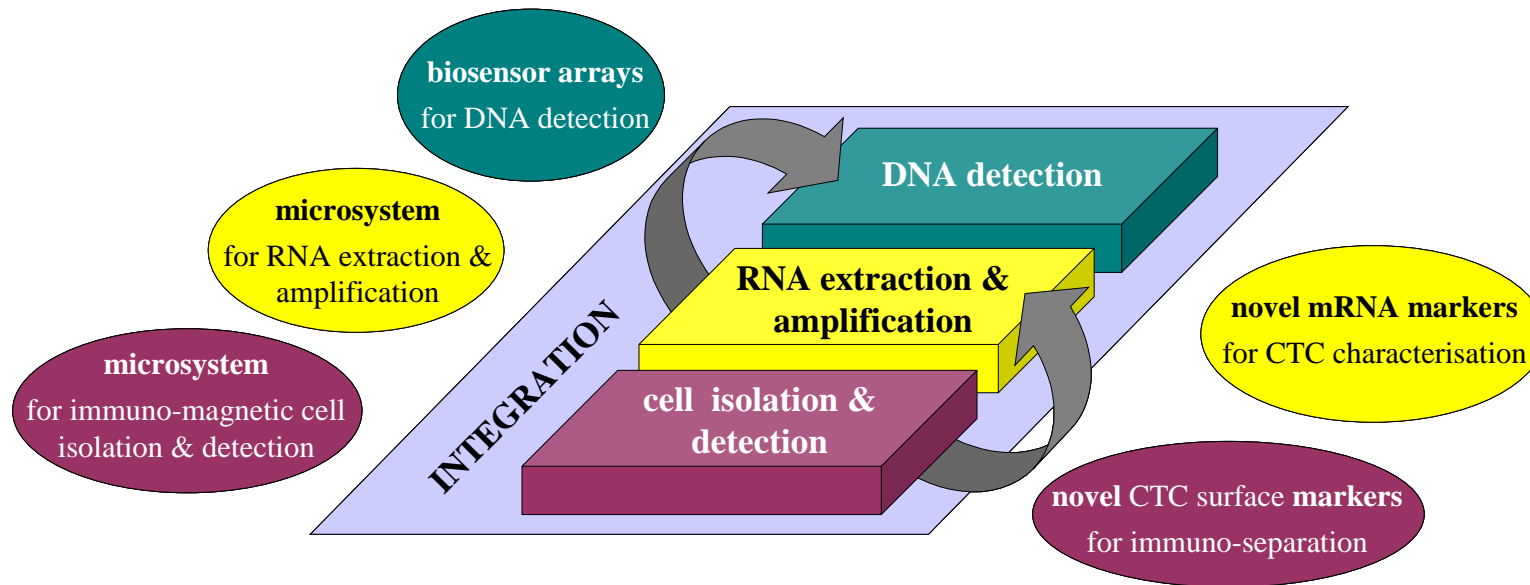 biosensor arrays
for DNA detection
microsystem
for RNA extraction &
amplification
microsystem
for immuno-magnetic cell
isolation & detection
INTEGRATION
DNA detection
RNA extraction &
amplification
cell isolation &
detection
novel mRNA markers
for CTC characterisation
novel CTC surface markers
for immuno-separation